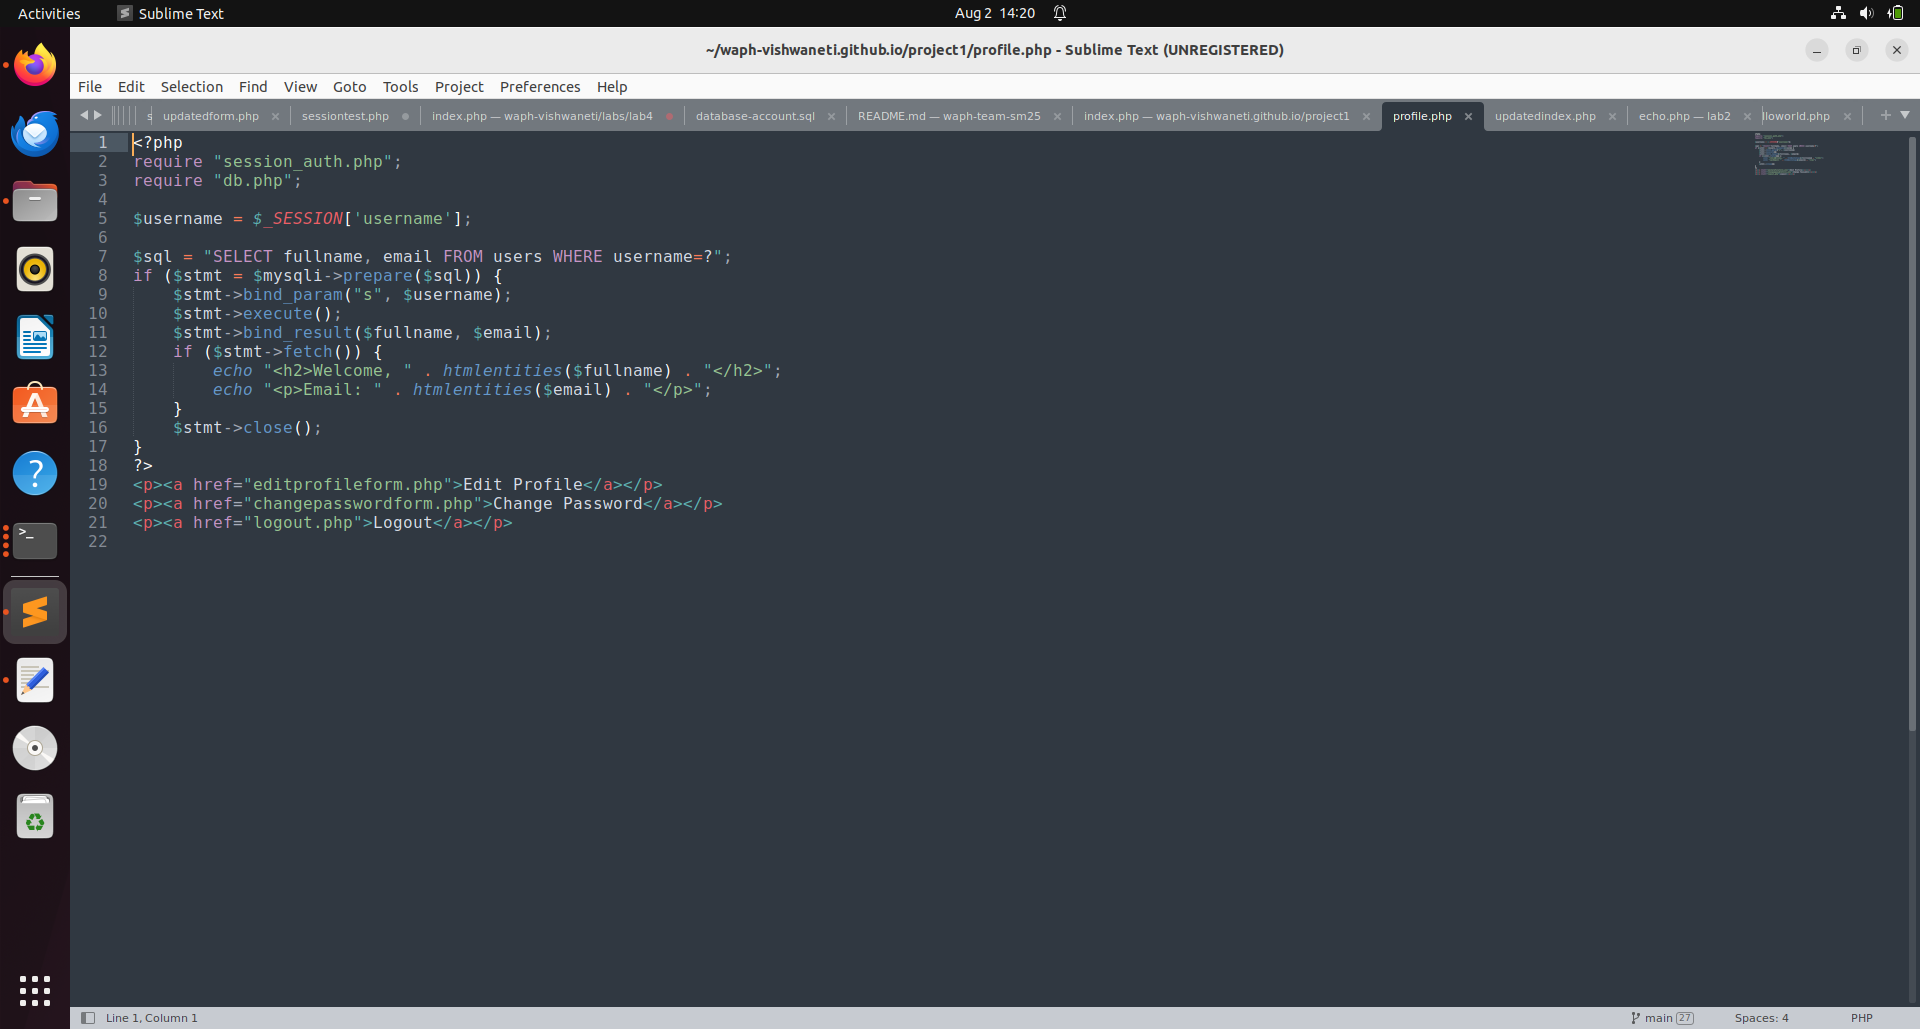 Activities
Sublime Text
Aug 2 14:20
~/waph-vishwaneti.github.io/project1/profile.php - Sublime Text (UNREGISTERED)
File Edit Selection Find View Goto Tools Project Preferences Help
s updatedform.php sessiontest.php index.php — waph-vishwaneti/labs/lab4 database-account.sql README.md — waph-team-sm25 index.php — waph-vishwaneti.github.io/project1 profile.php updatedindex.php echo.php — lab2 lloworld.php
1 <?php
2 require "session_auth.php";
3 require "db.php";
4
5 $username = $_SESSION['username'];
6
7 $sql = "SELECT fullname, email FROM users WHERE username=?";
8 if ($stmt = $mysqli->prepare($sql)) {
9     $stmt->bind_param("s", $username);
10     $stmt->execute();
11     $stmt->bind_result($fullname, $email);
12     if ($stmt->fetch()) {
13         echo "<h2>Welcome, " . htmlentities($fullname) . "</h2>";
14         echo "<p>Email: " . htmlentities($email) . "</p>";
15     }
16     $stmt->close();
17 }
18 ?>
19 <p><a href="editprofileform.php">Edit Profile</a></p>
20 <p><a href="changepasswordform.php">Change Password</a></p>
21 <p><a href="logout.php">Logout</a></p>
22
Line 1, Column 1
main 27
Spaces: 4
PHP